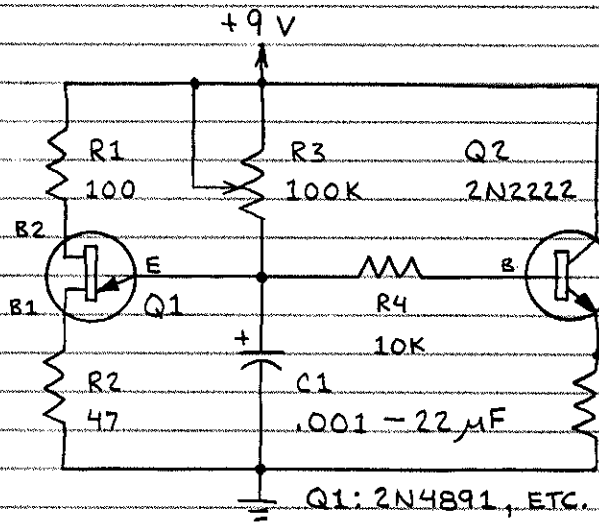 +9 V
R1
100
R3
100K
Q2
2N2222
B2
E
B
B1
Q1
R4
10K
+
R2
47
C1
.001 - 22 µF
Q1: 2N4891, ETC.